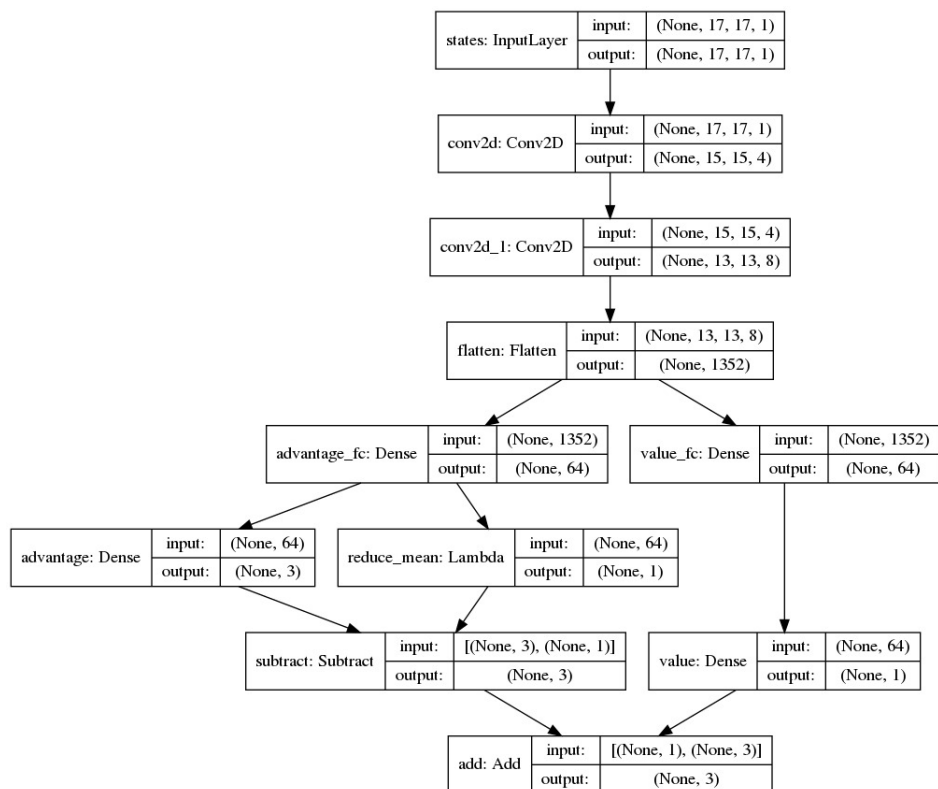 states: InputLayer
input: (None, 17, 17, 1)
output: (None, 17, 17, 1)
conv2d: Conv2D
input: (None, 17, 17, 1)
output: (None, 15, 15, 4)
conv2d_1: Conv2D
input: (None, 15, 15, 4)
output: (None, 13, 13, 8)
flatten: Flatten
input: (None, 13, 13, 8)
output: (None, 1352)
advantage_fc: Dense
input: (None, 1352)
output: (None, 64)
value_fc: Dense
input: (None, 1352)
output: (None, 64)
advantage: Dense
input: (None, 64)
output: (None, 3)
reduce_mean: Lambda
input: (None, 64)
output: (None, 1)
subtract: Subtract
input: [(None, 3), (None, 1)]
output: (None, 3)
value: Dense
input: (None, 64)
output: (None, 1)
add: Add
input: [(None, 1), (None, 3)]
output: (None, 3)